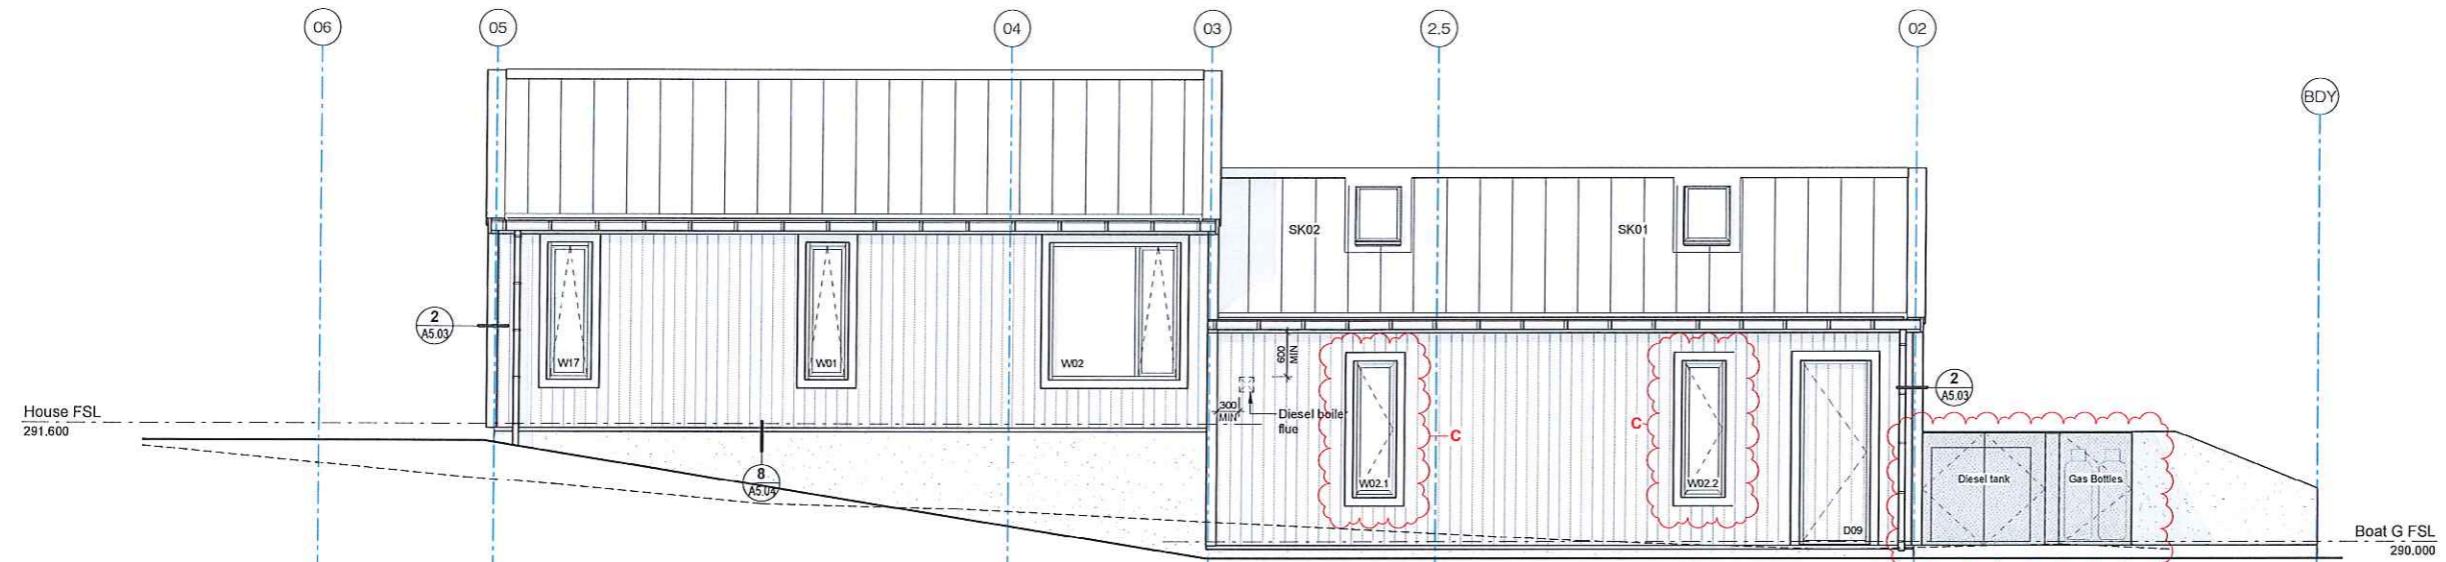 06
05
04
03
2.5
02
BDY
SK02
SK01
2
A5.03
W17
W01
W02
600
MIN
300
MIN
Diesel boile
flue
C
C
2
A5.03
House FSL
291.600
8
A5.04
W02.1
W02.2
D09
Diesel tank
Gas Bottles
Boat G FSL
290.000